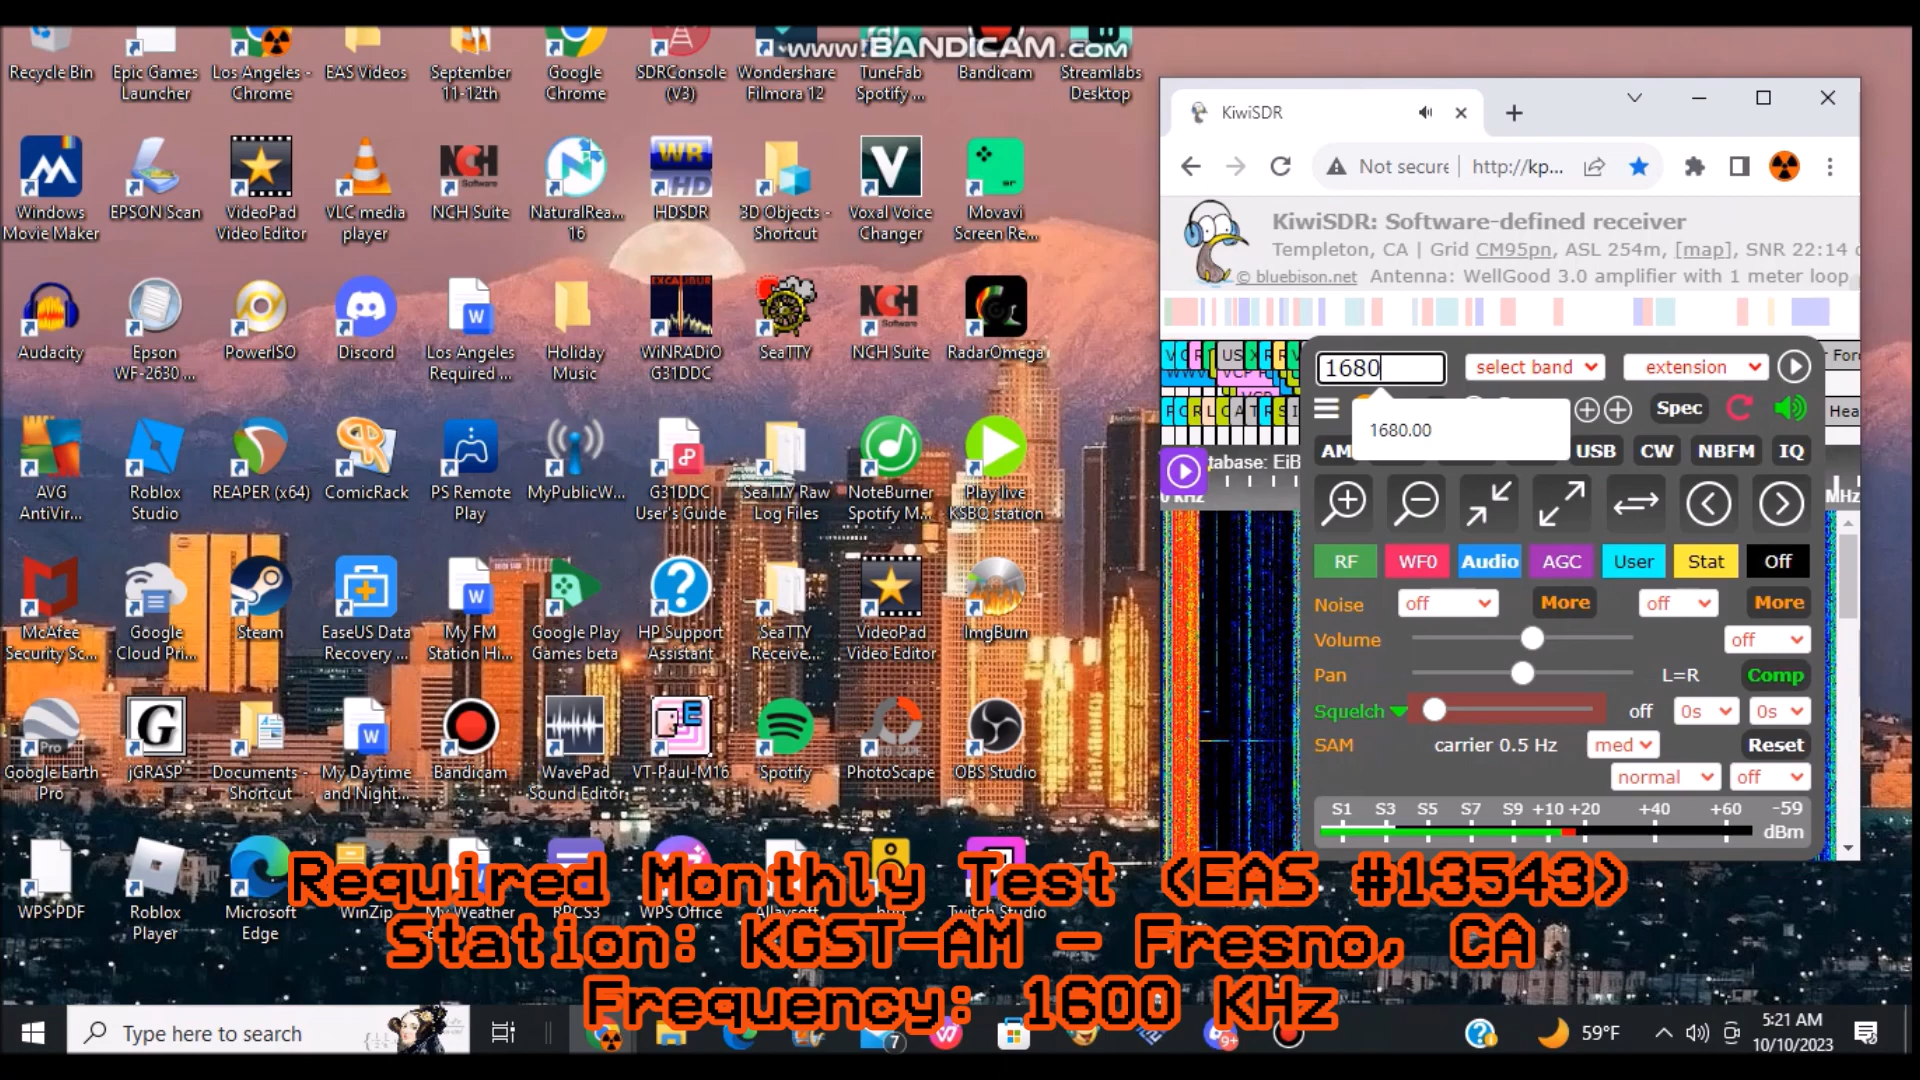 www.BANDICAM.com
Recycle Bin
Epic Games Launcher
Los Angeles - Chrome
EAS Videos
September 11-12th
Google Chrome
SDRConsole (V3)
Wondershare Filmora 12
TuneFab Spotify ...
Bandicam
Streamlabs Desktop
Windows Movie Maker
EPSON Scan
VideoPad Video Editor
VLC media player
NCH Suite
NaturalRea... 16
HDSDR
3D Objects - Shortcut
Voxal Voice Changer
Movavi Screen Re...
Audacity
Epson WF-2630 ...
PowerISO
Discord
Los Angeles Required ...
Holiday Music
WiNRADiO G31DDC
SeaTTY
NCH Suite
RadarOmega
AVG AntiVir...
Roblox Studio
REAPER (x64)
ComicRack
PS Remote Play
MyPublicW...
G31DDC User's Guide
SeaTTY Raw Log Files
NoteBurner Spotify M...
Play live KSBQ station
McAfee Security Sc...
Google Cloud Pri...
Steam
EaseUS Data Recovery ...
My FM Station Hi...
Google Play Games beta
HP Support Assistant
SeaTTY Receive...
VideoPad Video Editor
ImgBurn
Google Earth Pro
jGRASP
Documents - Shortcut
My Daytime and Night...
Bandicam
WavePad Sound Editor
VT-Paul-M16
Spotify
PhotoScape
OBS Studio
WPS PDF
Roblox Player
Microsoft Edge
WinZip
My Weather
RPCS3
WPS Office
Twitch Studio
KiwiSDR
Not secure
http://kp...
KiwiSDR: Software-defined receiver
Templeton, CA | Grid CM95pn, ASL 254m, [map], SNR 22:14
© bluebison.net Antenna: WellGood 3.0 amplifier with 1 meter loop
1680
select band
extension
1680.00
Spec
AM
USB CW NBFM IQ
tabase: EiB
0 kHz
MHz
RF WF0 Audio AGC User Stat Off
Noise off More off More
Volume off
Pan L=R Comp
Squelch off 0s 0s
SAM carrier 0.5 Hz med Reset
normal off
S1 S3 S5 S7 S9 +10 +20 +40 +60 -59
dBm
Required Monthly Test (EAS #13543)
Station: KGST-AM - Fresno, CA
Frequency: 1600 KHz
Type here to search
7
9+
59°F
5:21 AM
10/10/2023